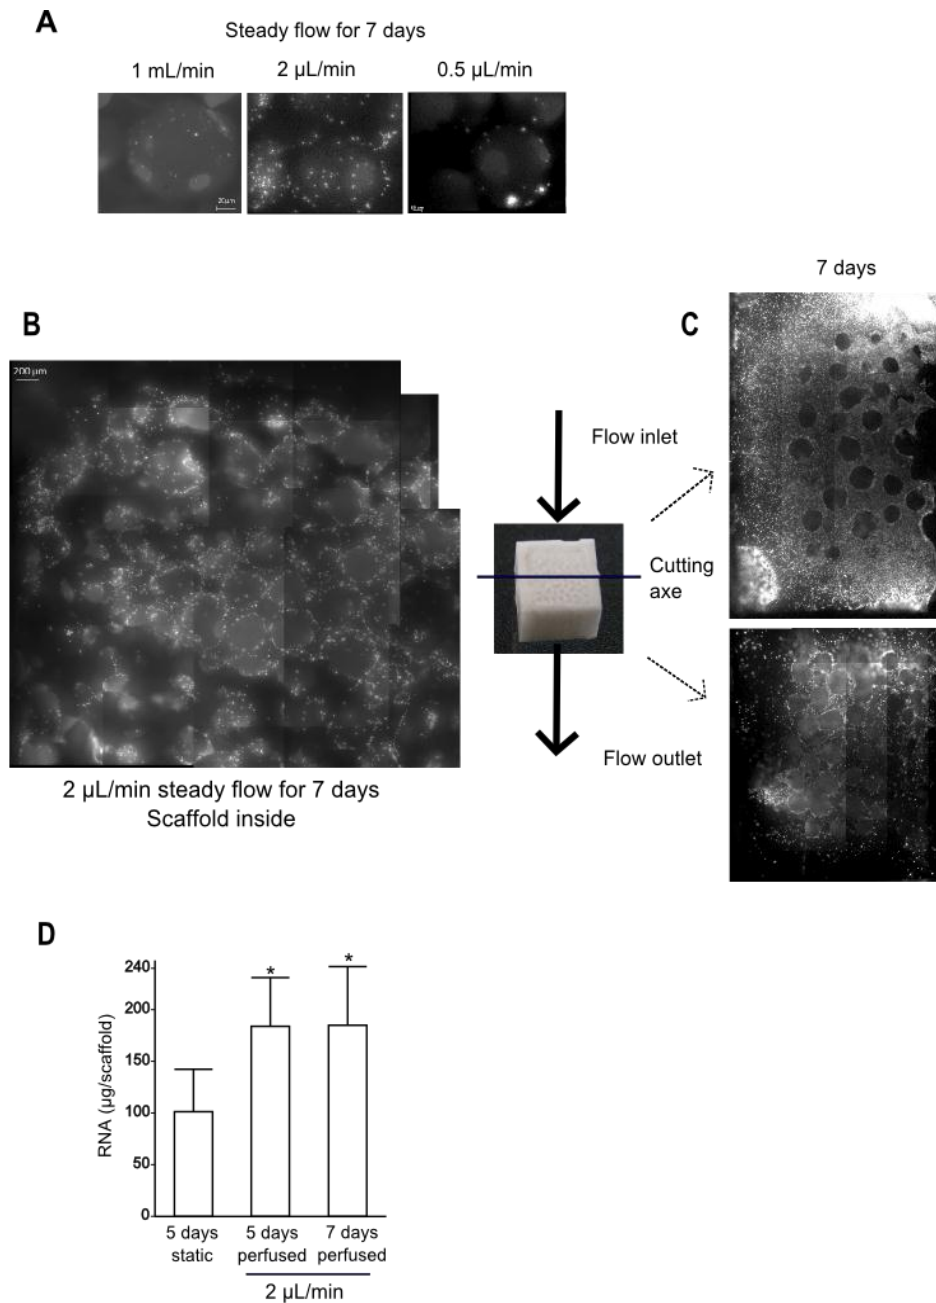 A
Steady flow for 7 days
1 mL/min
2 µL/min
0.5 µL/min
20µm
B
200 µm
2 µL/min steady flow for 7 days
Scaffold inside
Flow inlet
Cutting
axe
Flow outlet
C
7 days
D
RNA (µg/scaffold)
240
200
150
100
50
0
*
*
5 days
static
5 days
perfused
7 days
perfused
2 µL/min